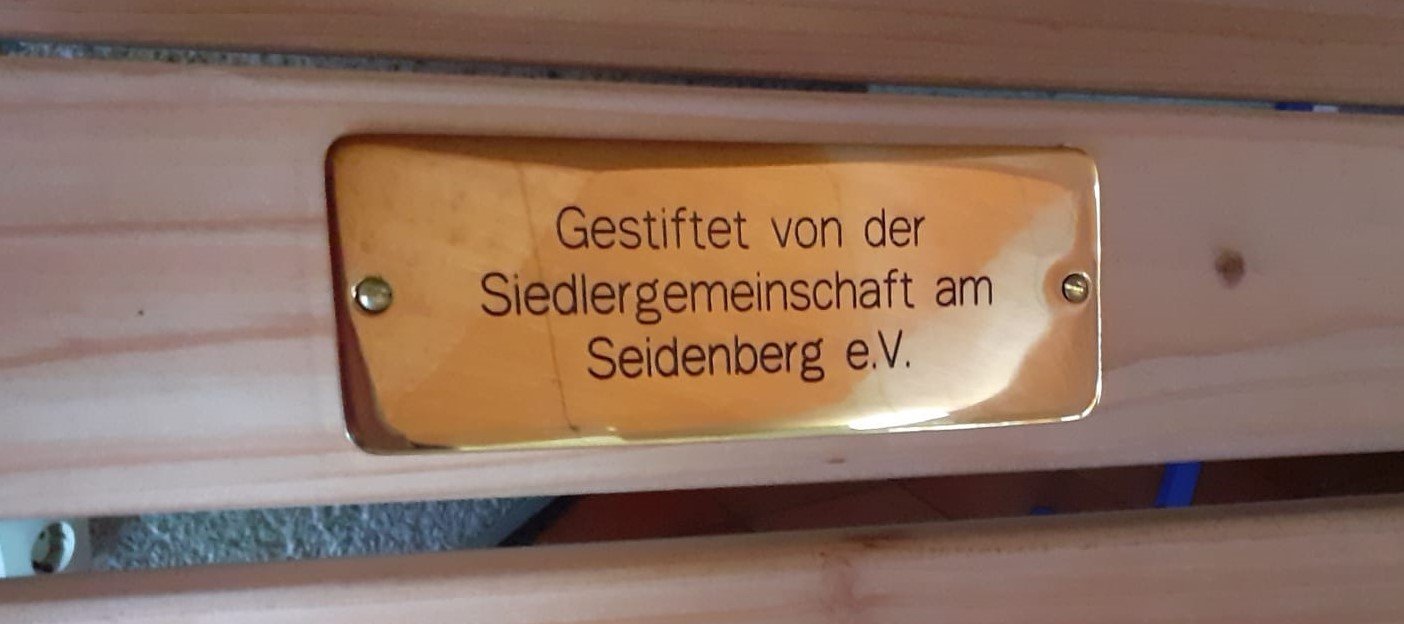 Gestiftet von der
Siedlergemeinschaft am
Seidenberg e.V.